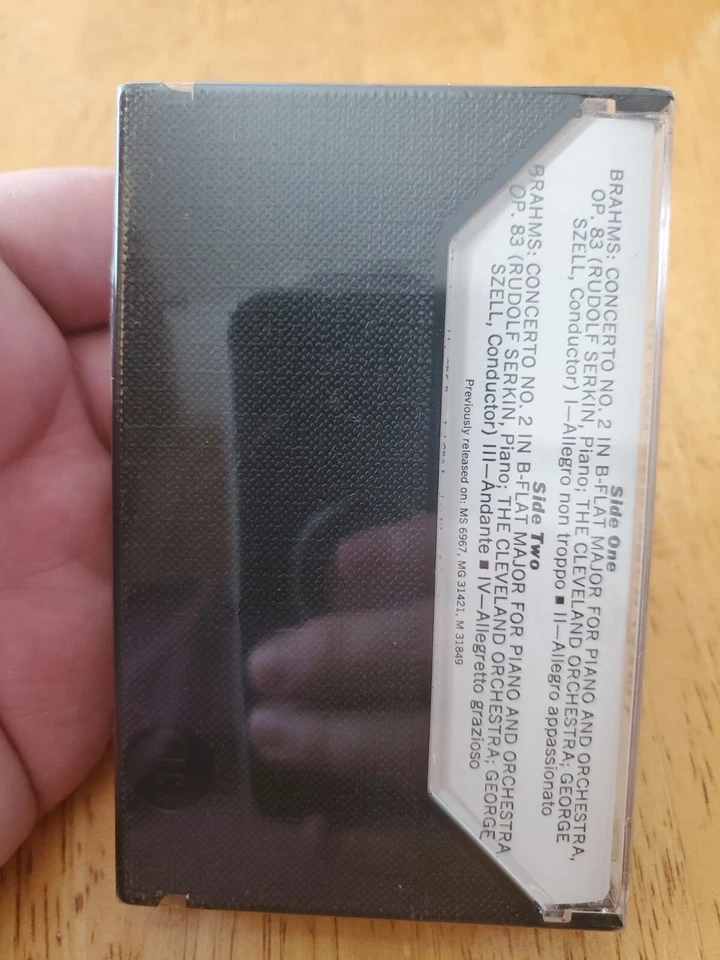 Side One
BRAHMS: CONCERTO NO. 2 IN B-FLAT MAJOR FOR PIANO AND ORCHESTRA,
OP. 83 (RUDOLF SERKIN, Piano; THE CLEVELAND ORCHESTRA; GEORGE
SZELL, Conductor) I—Allegro non troppo ■ II—Allegro appassionato
Side Two
BRAHMS: CONCERTO NO. 2 IN B-FLAT MAJOR FOR PIANO AND ORCHESTRA
OP. 83 (RUDOLF SERKIN, Piano; THE CLEVELAND ORCHESTRA; GEORGE
SZELL, Conductor) III—Andante ■ IV—Allegretto grazioso
Previously released on: MS 6967, MG 31421, M 31849